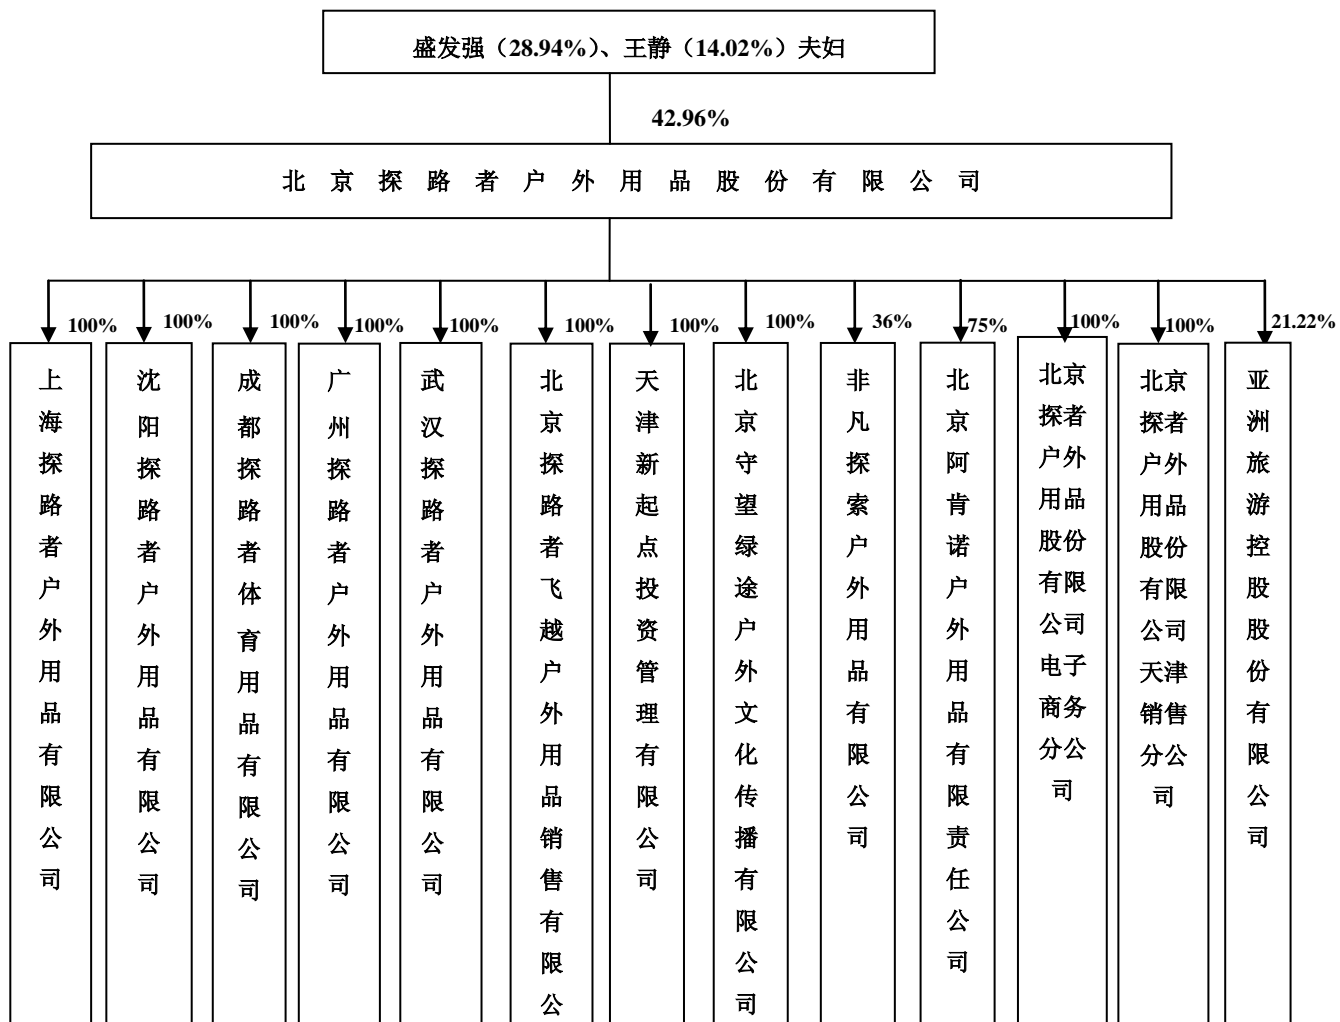 盛发强（28.94%）、王静（14.02%）夫妇
42.96%
北京探路者户外用品股份有限公司
100%
100%
100%
100%
100%
100%
100%
100%
36%
75%
100%
100%
21.22%
上海探路者户外用品有限公司
沈阳探路者户外用品有限公司
成都探路者体育用品有限公司
广州探路者户外用品有限公司
武汉探路者户外用品有限公司
北京探路者飞越户外用品销售有限公
天津新起点投资管理有限公司
北京守望绿途户外文化传播有限公司
非凡探索户外用品有限公司
北京阿肯诺户外用品有限责任公司
北京
探者
户外
用品
股份
有限
公司
电子
商务
分公
司
北京
探者
户外
用品
股份
有限
公司
天津
销售
分公
司
亚洲旅游控股股份有限公司